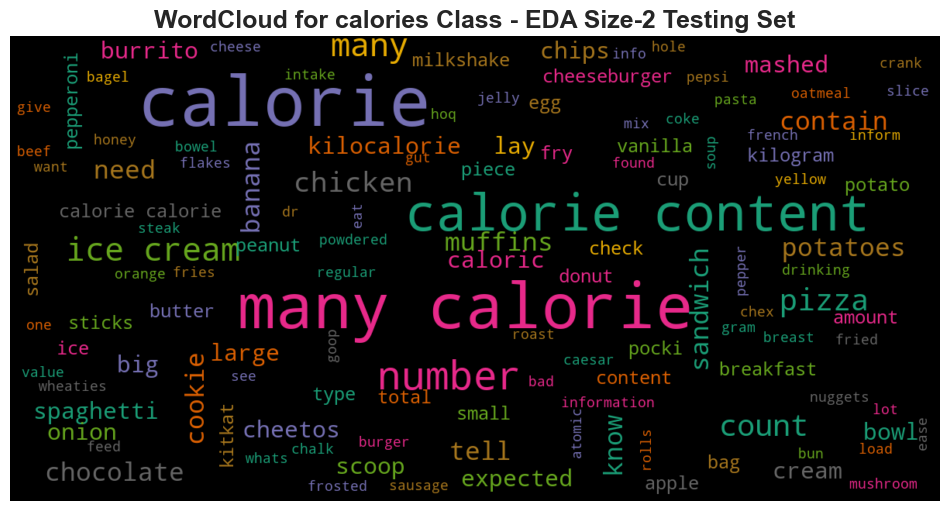 WordCloud for calories Class - EDA Size-2 Testing Set
burrito
cheese
many
milkshake
chips
info
hole
mashed
crank
pepperoni
bagel
intake
cheeseburger
pepsi
oatmeal
slice
give
calorie
jelly
hoq
egg
pasta
honey
bowel
kilocalorie
gut
lay
fry
mix
coke
vanilla
found
soup
french
contain
inform
kilogram
beef
want
flakes
need
banana
chicken
piece
cup
yellow
potato
calorie calorie
steak
dr
eat
calorie content
ice cream
peanut
powdered
muffins
caloric
check
sandwich
pepper
potatoes
drinking
salad
orange
fries
regular
donut
many calorie
butter
pizza
chex
gram
amount
one
sticks
goop
roast
breast
fried
ice
big
large
caesar
pocki
breakfast
value
wheaties
cookie
see
number
bad
content
type
total
nuggets
spaghetti
kitkat
small
information
lot
onion
cheetos
burger
atomic
know
count
bowl
ease
feed
whats
chalk
tell
rolls
bun
load
chocolate
scoop
expected
bag
cream
frosted
sausage
apple
mushroom